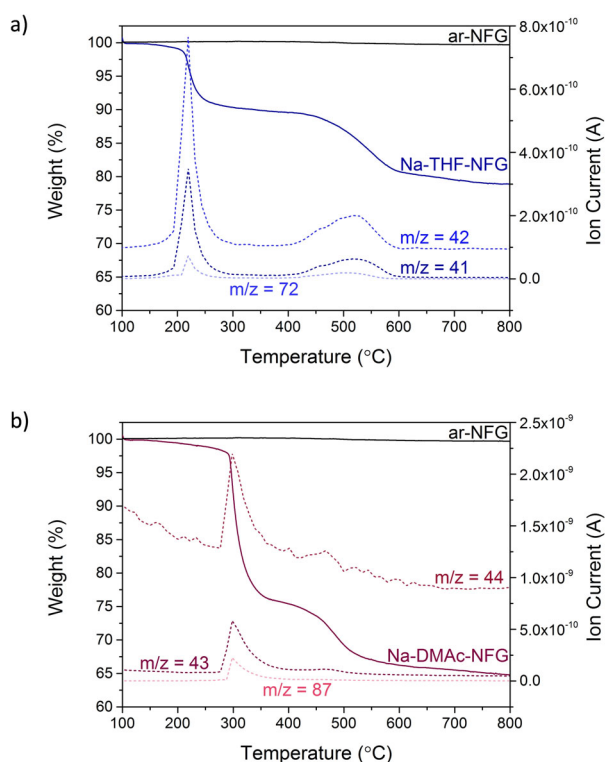 a)
100
95
90
85
80
75
70
65
60
Weight (%)
ar-NFG
Na-THF-NFG
m/z = 42
m/z = 41
m/z = 72
8.0x10⁻¹⁰
6.0x10⁻¹⁰
4.0x10⁻¹⁰
2.0x10⁻¹⁰
0.0
Ion Current (A)
100 200 300 400 500 600 700 800
Temperature (°C)
b)
100
95
90
85
80
75
70
65
60
Weight (%)
ar-NFG
m/z = 44
Na-DMAc-NFG
m/z = 43
m/z = 87
2.5x10⁻⁹
2.0x10⁻⁹
1.5x10⁻⁹
1.0x10⁻⁹
5.0x10⁻¹⁰
0.0
Ion Current (A)
100 200 300 400 500 600 700 800
Temperature (°C)